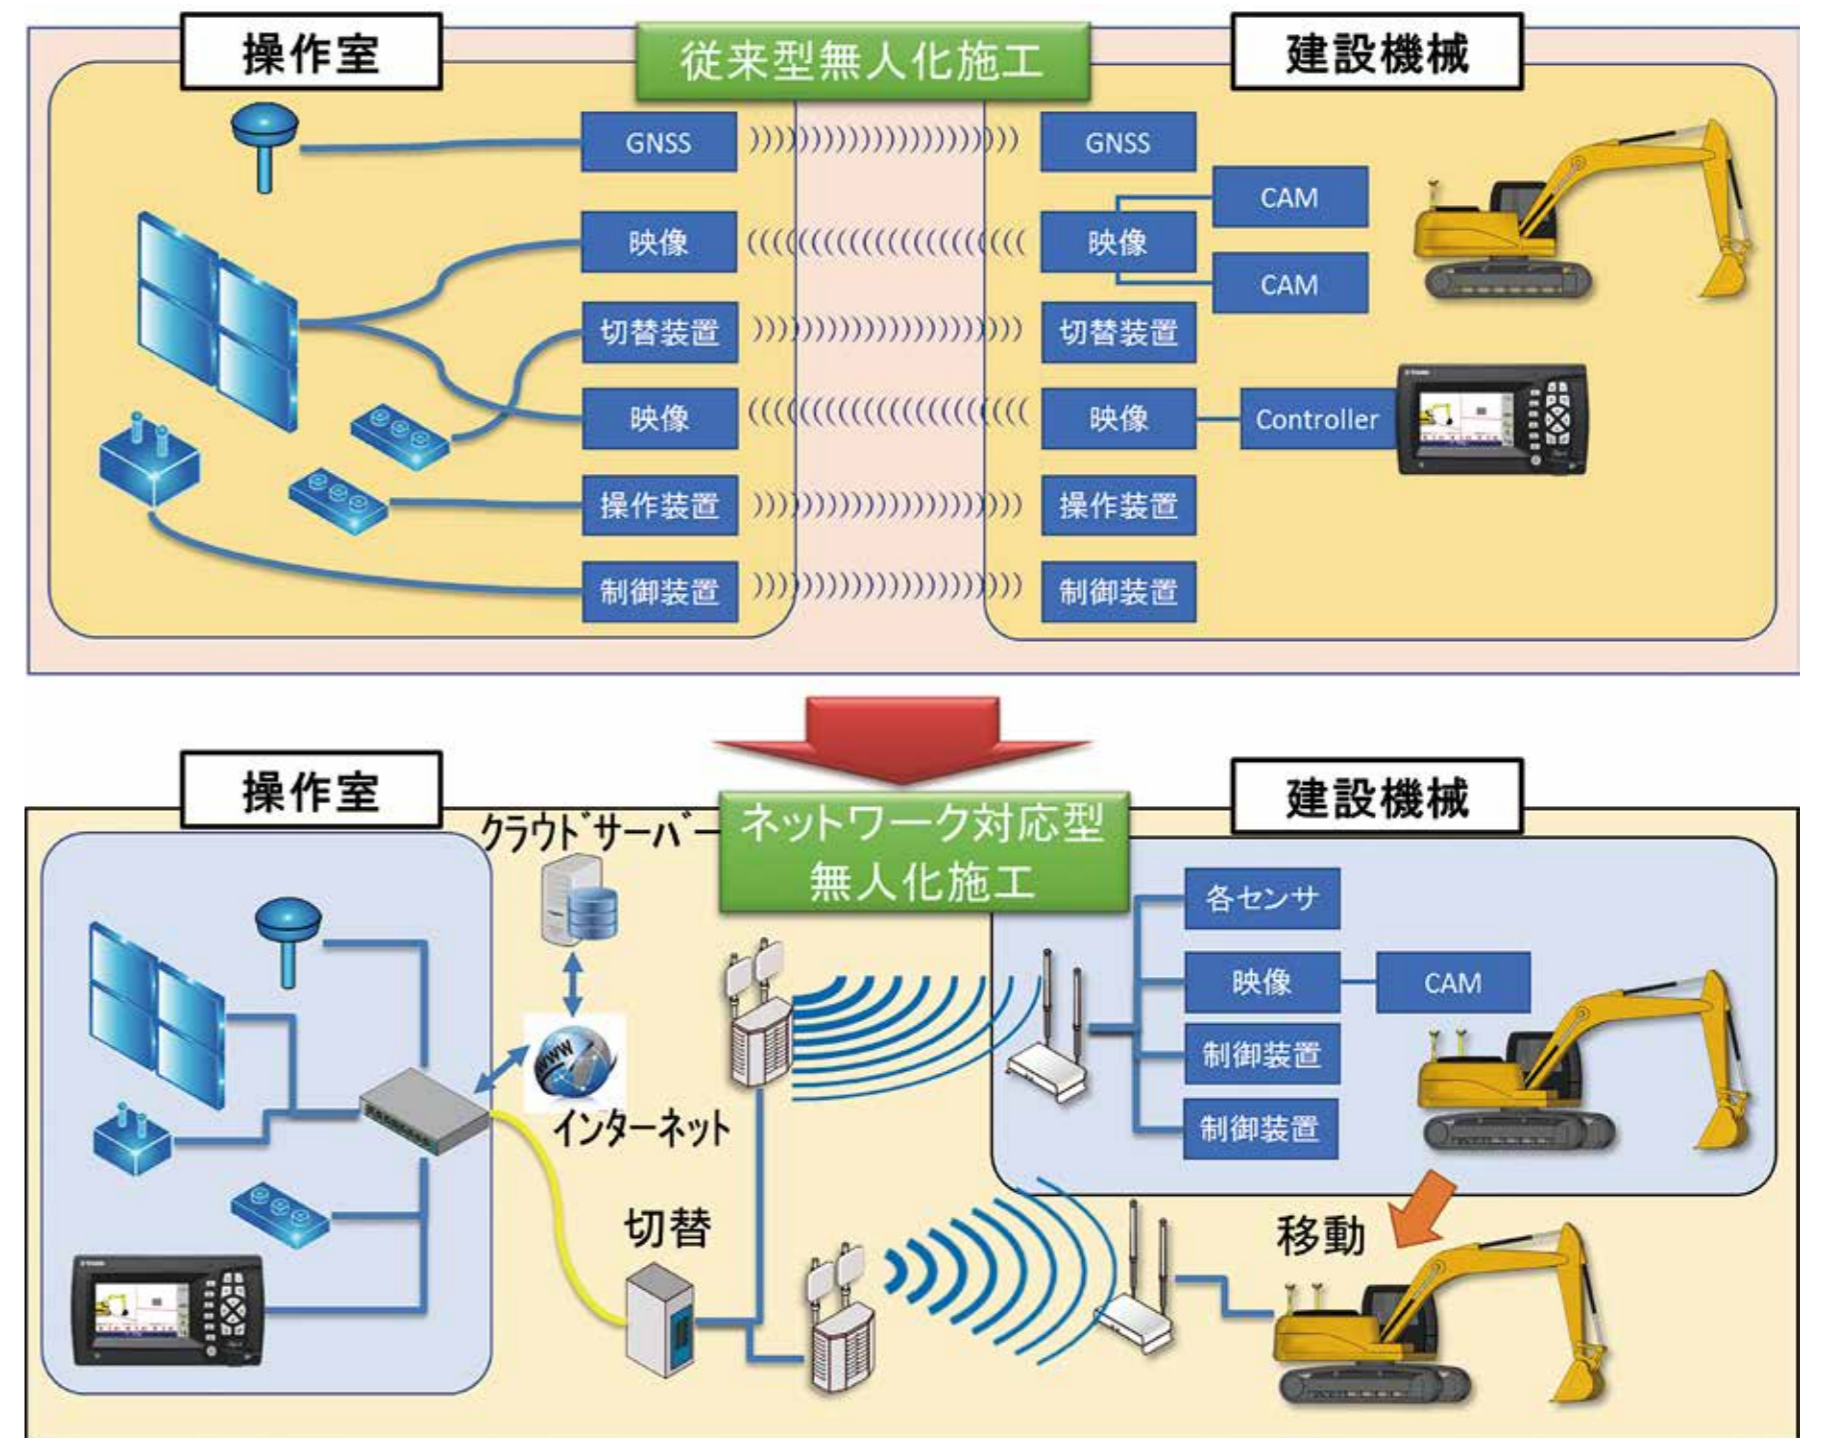 操作室
従来型無人化施工
建設機械
GNSS
GNSS
CAM
映像
映像
CAM
切替装置
切替装置
映像
映像
Controller
操作装置
操作装置
制御装置
制御装置
操作室
クラウドサーバー
ネットワーク対応型
無人化施工
建設機械
各センサ
映像
CAM
WWW
制御装置
インターネット
制御装置
切替
移動